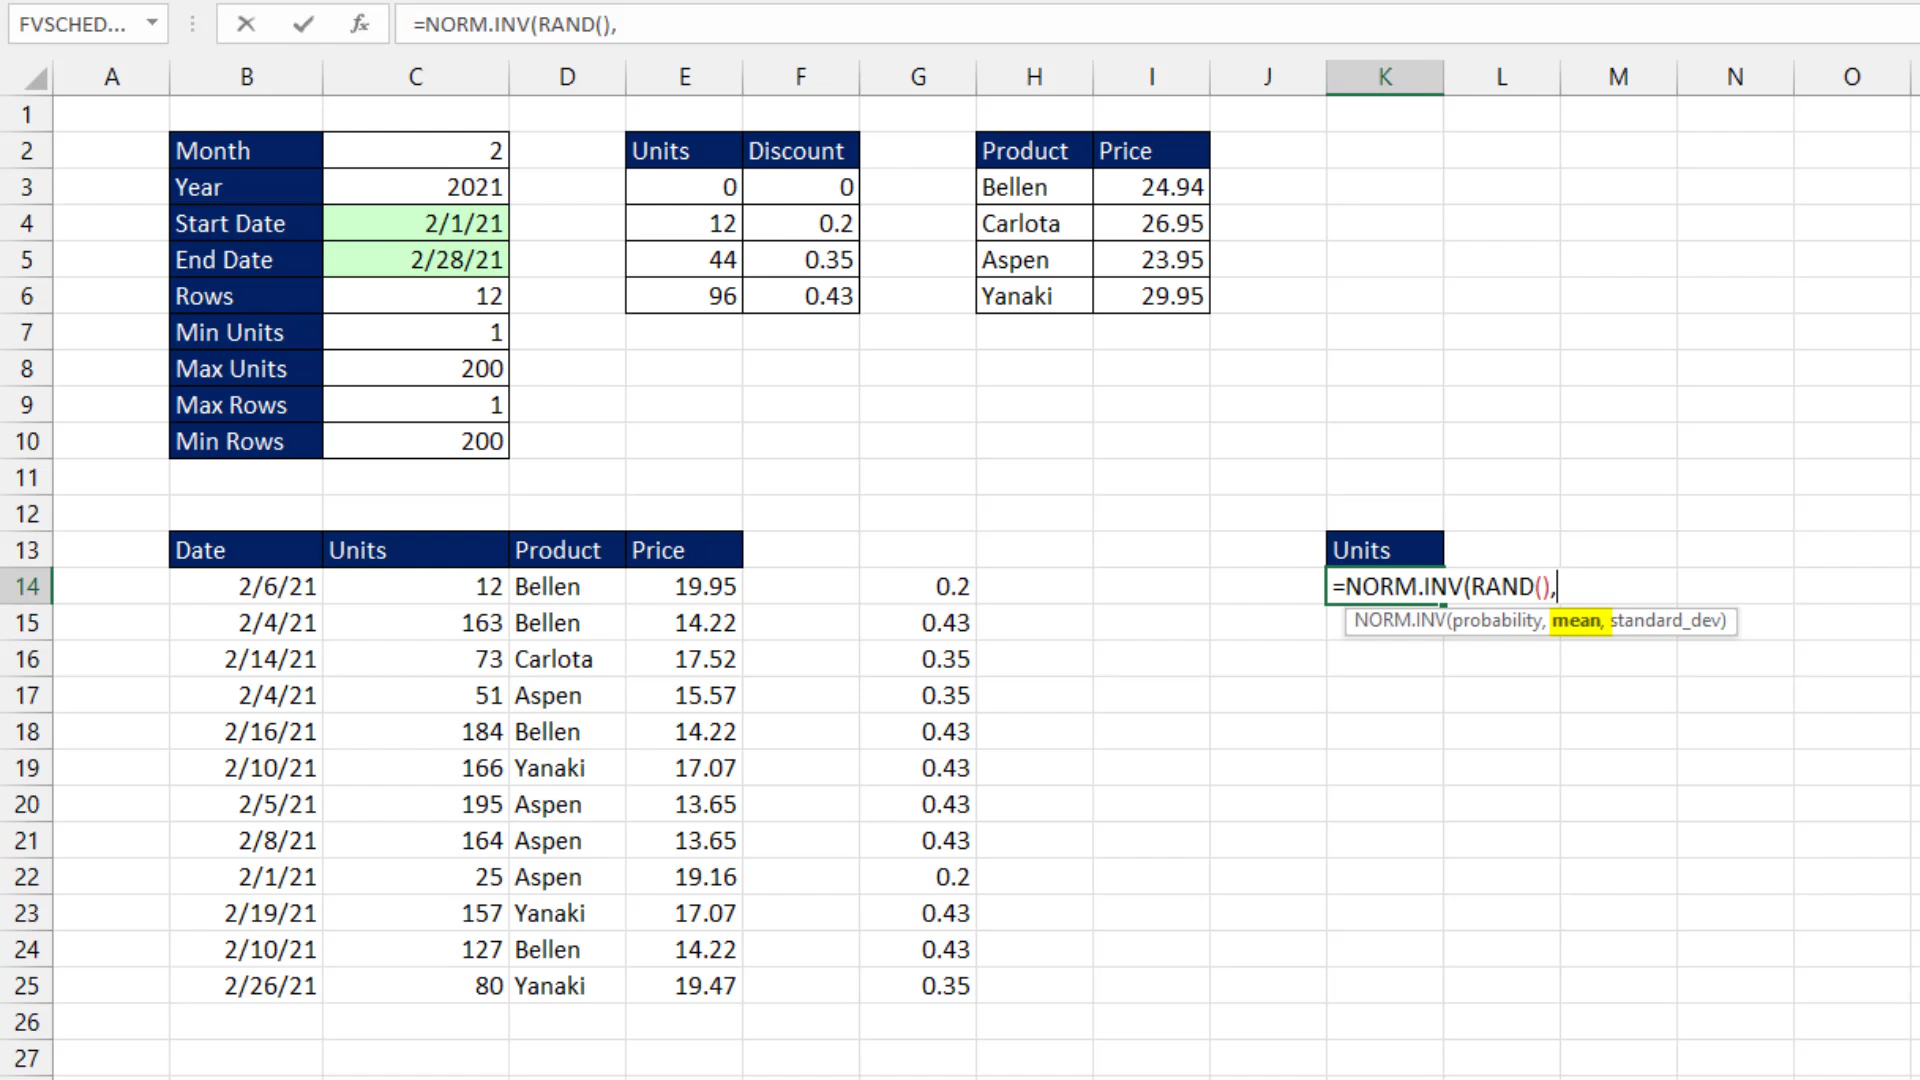 FVSCHED... fx =NORM.INV(RAND(),
A B C D E F G H I J K L M N O
1
2 Month 2 Units Discount Product Price
3 Year 2021 0 0 Bellen 24.94
4 Start Date 2/1/21 12 0.2 Carlota 26.95
5 End Date 2/28/21 44 0.35 Aspen 23.95
6 Rows 12 96 0.43 Yanaki 29.95
7 Min Units 1
8 Max Units 200
9 Max Rows 1
10 Min Rows 200
11
12
13 Date Units Product Price Units
14 2/6/21 12 Bellen 19.95 0.2 =NORM.INV(RAND(),
NORM.INV(probability, mean, standard_dev)
15 2/4/21 163 Bellen 14.22 0.43
16 2/14/21 73 Carlota 17.52 0.35
17 2/4/21 51 Aspen 15.57 0.35
18 2/16/21 184 Bellen 14.22 0.43
19 2/10/21 166 Yanaki 17.07 0.43
20 2/5/21 195 Aspen 13.65 0.43
21 2/8/21 164 Aspen 13.65 0.43
22 2/1/21 25 Aspen 19.16 0.2
23 2/19/21 157 Yanaki 17.07 0.43
24 2/10/21 127 Bellen 14.22 0.43
25 2/26/21 80 Yanaki 19.47 0.35
26
27